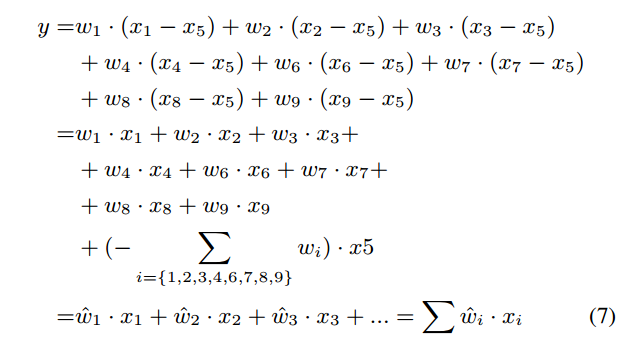 y =w₁ · (x₁ − x₅) + w₂ · (x₂ − x₅) + w₃ · (x₃ − x₅)
+ w₄ · (x₄ − x₅) + w₆ · (x₆ − x₅) + w₇ · (x₇ − x₅)
+ w₈ · (x₈ − x₅) + w₉ · (x₉ − x₅)
=w₁ · x₁ + w₂ · x₂ + w₃ · x₃+
+ w₄ · x₄ + w₆ · x₆ + w₇ · x₇+
+ w₈ · x₈ + w₉ · x₉
+ (− ∑ wᵢ) · x5
i={1,2,3,4,6,7,8,9}
=ŵ₁ · x₁ + ŵ₂ · x₂ + ŵ₃ · x₃ + ... = ∑ ŵᵢ · xᵢ (7)